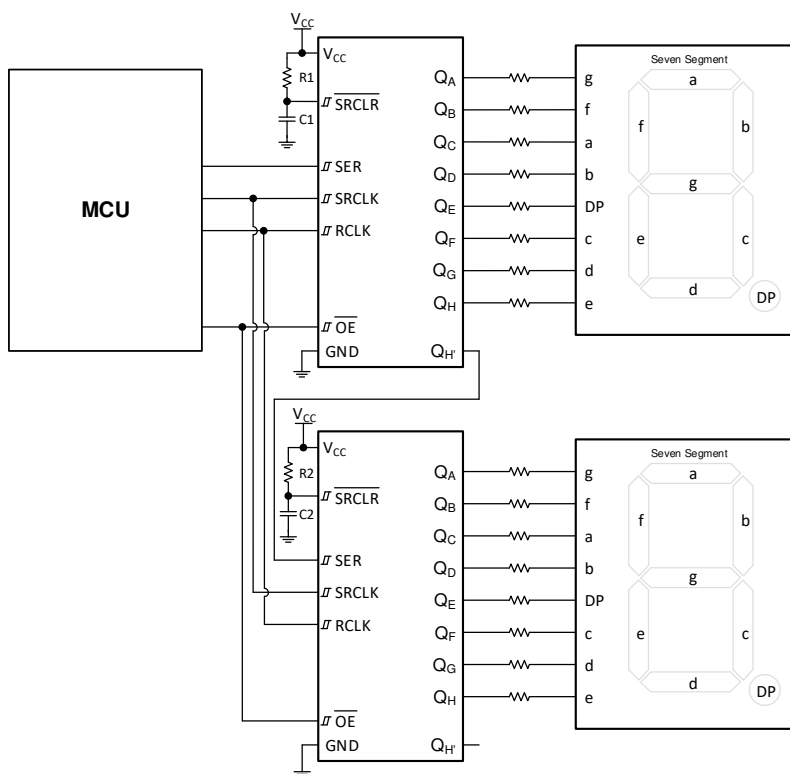 VCC
VCC
R1
SRCLR
C1
MCU
SER
SRCLK
RCLK
OE
GND
QA
QB
QC
QD
QE
QF
QG
QH
QH'
Seven Segment
g
f
a
b
DP
c
d
e
a
f
b
g
e
c
d
DP
VCC
VCC
R2
SRCLR
C2
SER
SRCLK
RCLK
OE
GND
QA
QB
QC
QD
QE
QF
QG
QH
QH'
Seven Segment
g
f
a
b
DP
c
d
e
a
f
b
g
e
c
d
DP